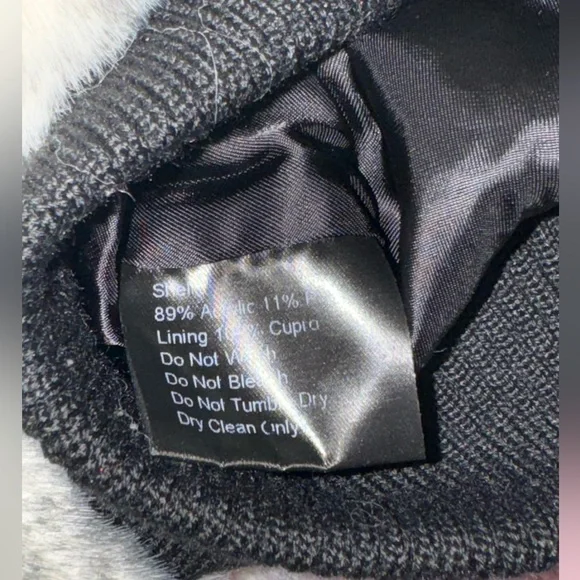 Shell
89% Acrylic 11%
Lining 100% Cupro
Do Not Wash
Do Not Bleach
Do Not Tumble Dry
Dry Clean Only